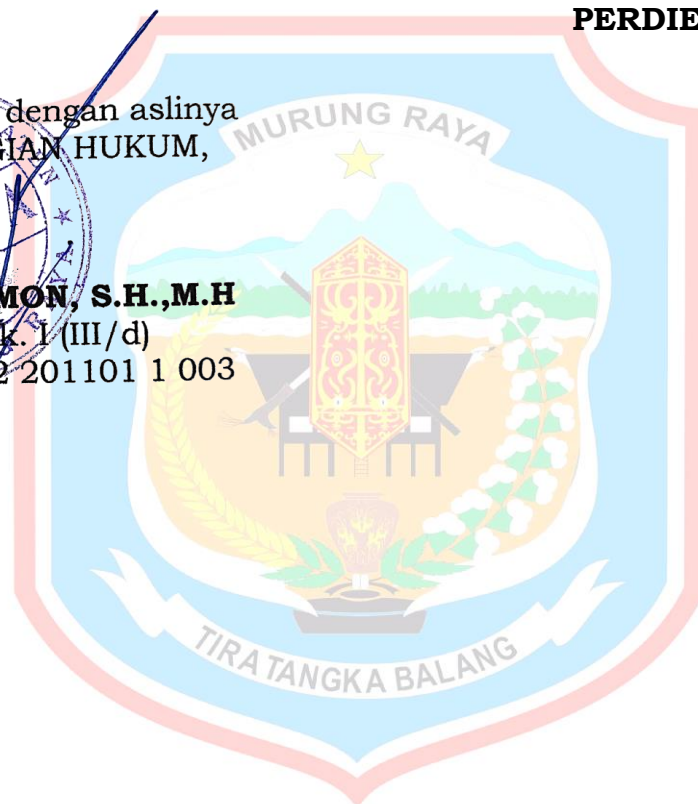 PERDIE
dengan aslinya
GIAN HUKUM,
MURUNG RAYA
MON, S.H.,M.H
k. I (III/d)
2 201101 1 003
TIRA TANGKA BALANG